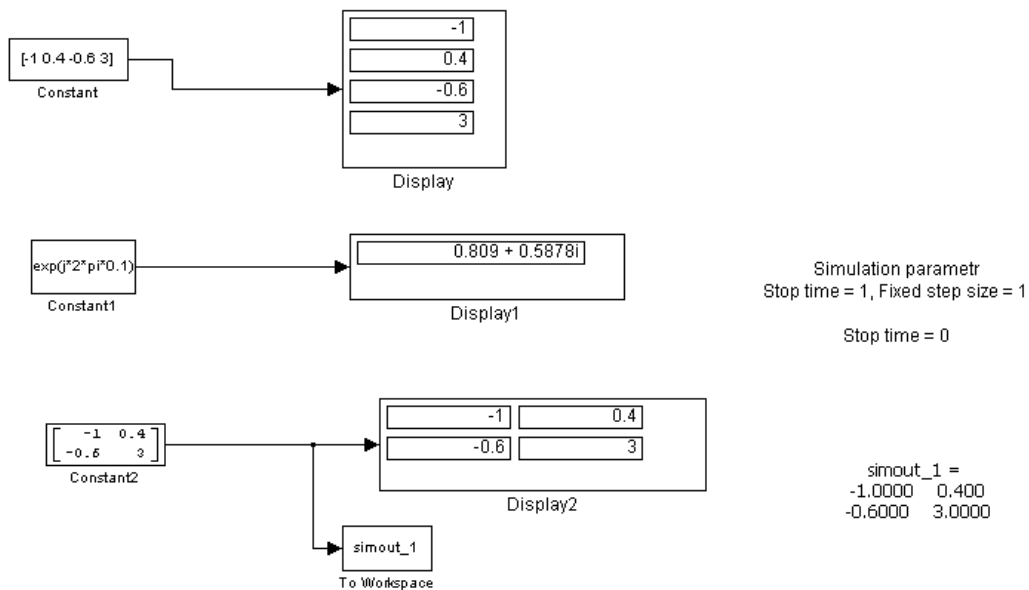 [-1 0.4 -0.6 3]
Constant
-1
0.4
-0.6
3
Display
exp(j*2*pi*0.1)
Constant1
0.809 + 0.5878i
Display1
Simulation parametr
Stop time = 1, Fixed step size = 1
Stop time = 0
-1 0.4
-0.6 3
Constant2
-1 0.4
-0.6 3
Display2
simout_1
To Workspace
simout_1 =
-1.0000 0.400
-0.6000 3.0000